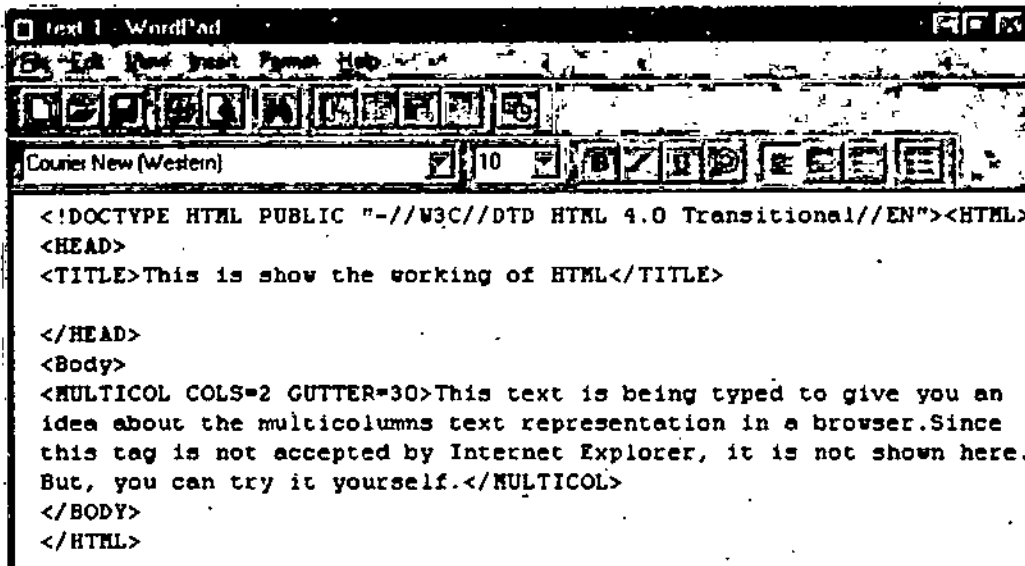 text 1 - WordPad
File Edit View Insert Format Help
Courier New (Western) 10 B
<!DOCTYPE HTML PUBLIC "-//W3C//DTD HTML 4.0 Transitional//EN"><HTML>
<HEAD>
<TITLE>This is show the working of HTML</TITLE>
</HEAD>
<Body>
<MULTICOL COLS=2 GUTTER=30>This text is being typed to give you an
idea about the multicolumns text representation in a browser.Since
this tag is not accepted by Internet Explorer, it is not shown here.
But, you can try it yourself.</MULTICOL>
</BODY>
</HTML>